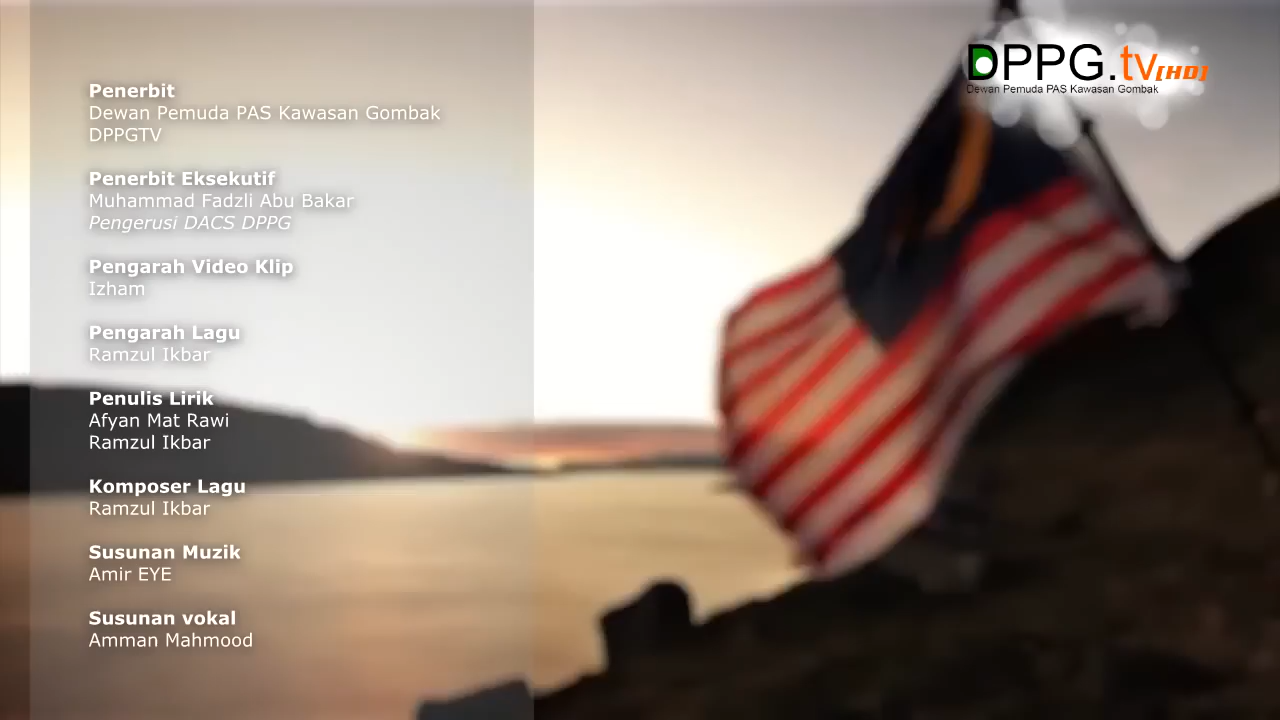 Penerbit
Dewan Pemuda PAS Kawasan Gombak
DPPGTV
Penerbit Eksekutif
Muhammad Fadzli Abu Bakar
Pengerusi DACS DPPG
Pengarah Video Klip
Izham
Pengarah Lagu
Ramzul Ikbar
Penulis Lirik
Afyan Mat Rawi
Ramzul Ikbar
Komposer Lagu
Ramzul Ikbar
Susunan Muzik
Amir EYE
Susunan vokal
Amman Mahmood
DPPG.tv[HD]
Dewan Pemuda PAS Kawasan Gombak